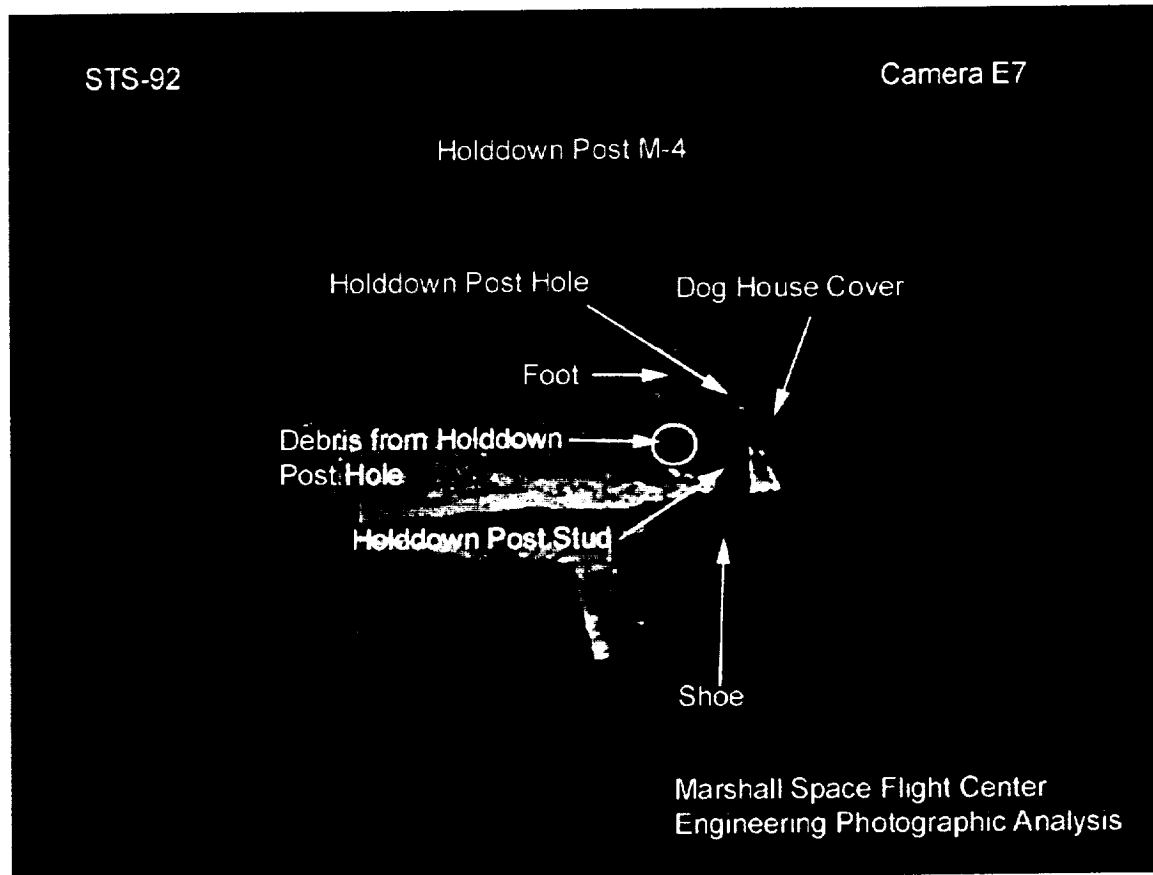 STS-92
Camera E7
Holddown Post M-4
Holddown Post Hole
Dog House Cover
Foot
Debris from Holddown
Post Hole
Holddown Post Stud
Shoe
Marshall Space Flight Center
Engineering Photographic Analysis